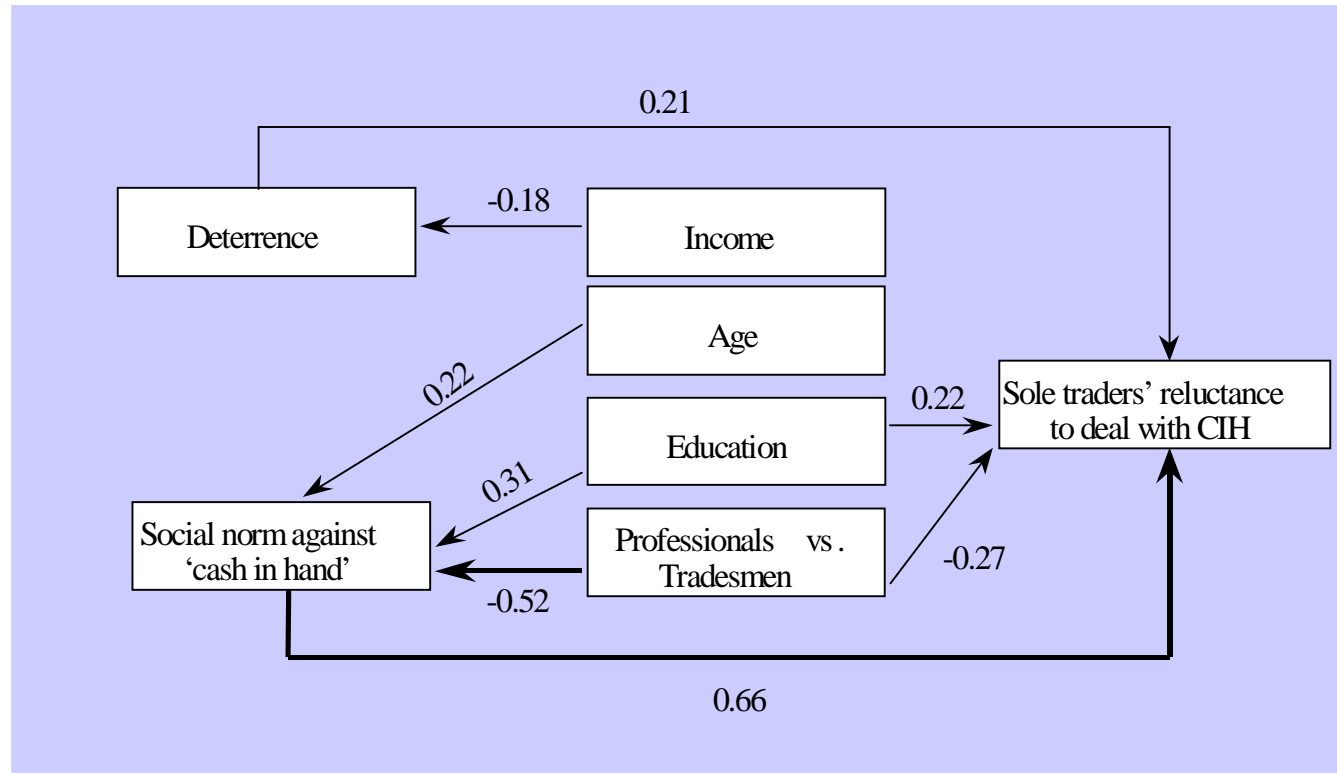 0.21
-0.18
Deterrence
Income
Age
0.22
Sole traders’ reluctance
to deal with CIH
0.22
Education
0.31
Social norm against
‘cash in hand’
Professionals vs.
Tradesmen
-0.27
-0.52
0.66